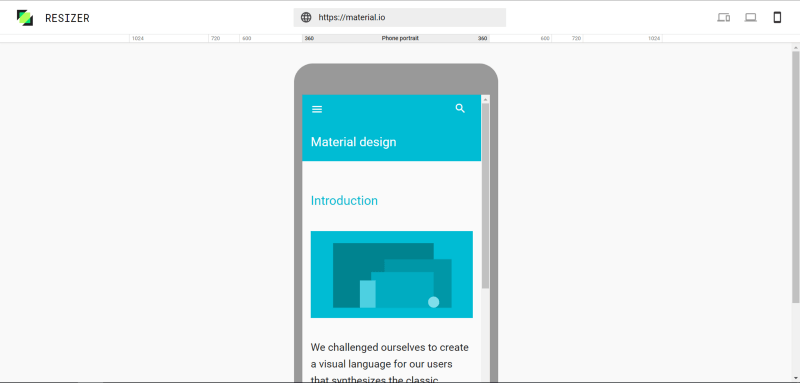 RESIZER
https://material.io
1024 720 600 360 Phone portrait 360 600 720 1024
Material design
Introduction
We challenged ourselves to create
a visual language for our users
that synthesizes the classic